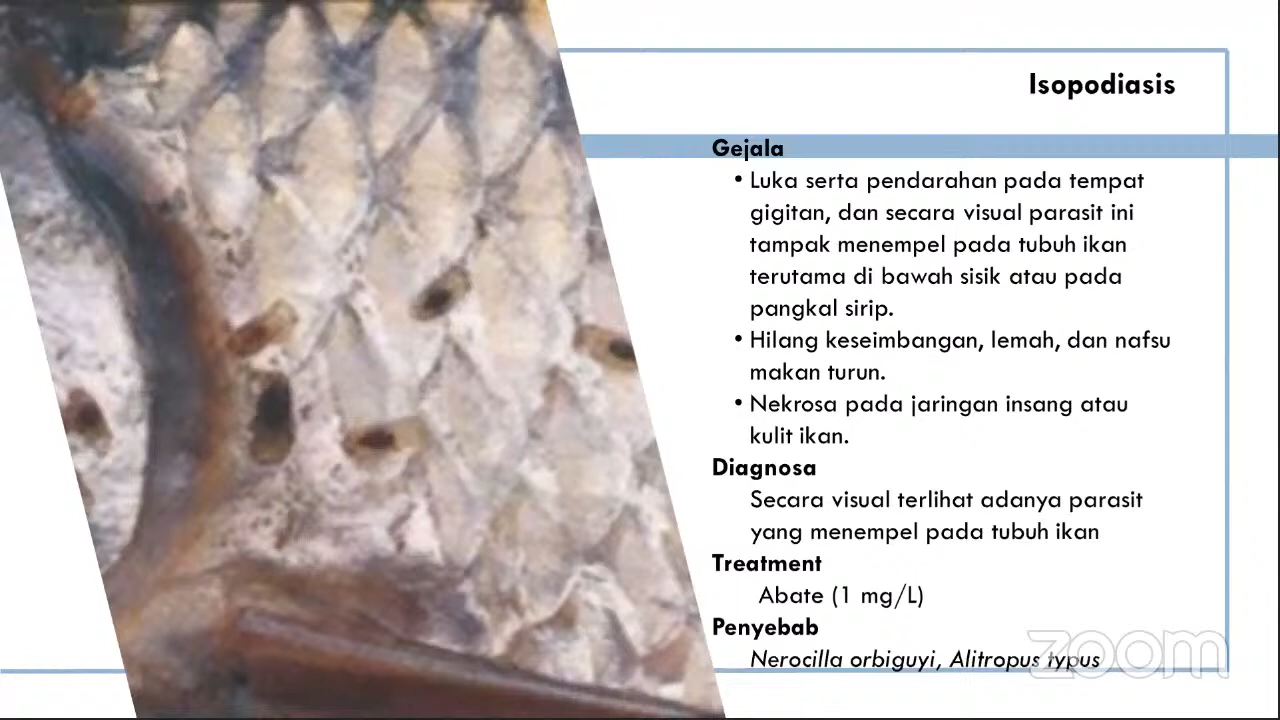 Isopodiasis
Gejala
• Luka serta pendarahan pada tempat
gigitan, dan secara visual parasit ini
tampak menempel pada tubuh ikan
terutama di bawah sisik atau pada
pangkal sirip.
• Hilang keseimbangan, lemah, dan nafsu
makan turun.
• Nekrosa pada jaringan insang atau
kulit ikan.
Diagnosa
Secara visual terlihat adanya parasit
yang menempel pada tubuh ikan
Treatment
Abate (1 mg/L)
Penyebab
Nerocilla orbiguyi, Alitropus typus
zoom